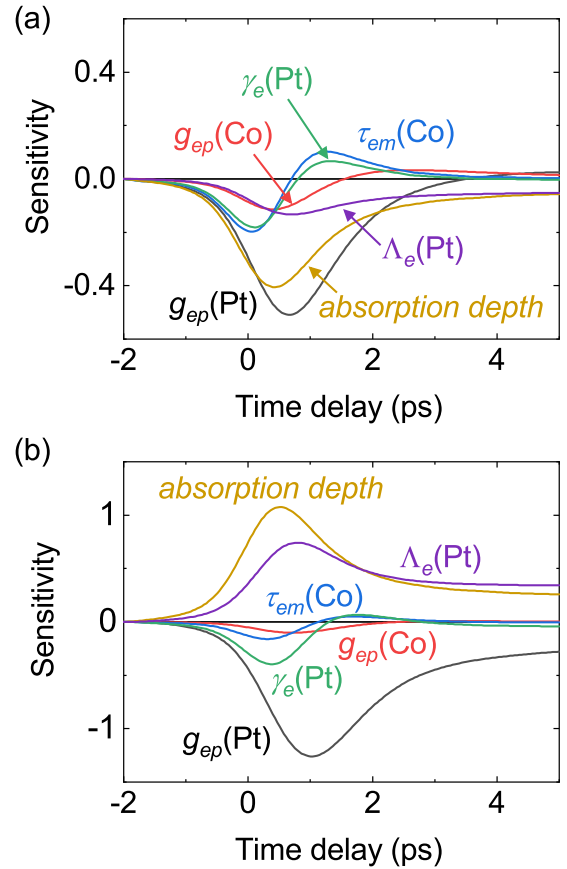 (a)
0.4
γe(Pt)
gep(Co)
τem(Co)
0.0
Sensitivity
Λe(Pt)
-0.4
gep(Pt)
absorption depth
-2 0 2 4
Time delay (ps)
(b)
absorption depth
1
Λe(Pt)
τem(Co)
0
Sensitivity
gep(Co)
γe(Pt)
-1
gep(Pt)
-2 0 2 4
Time delay (ps)